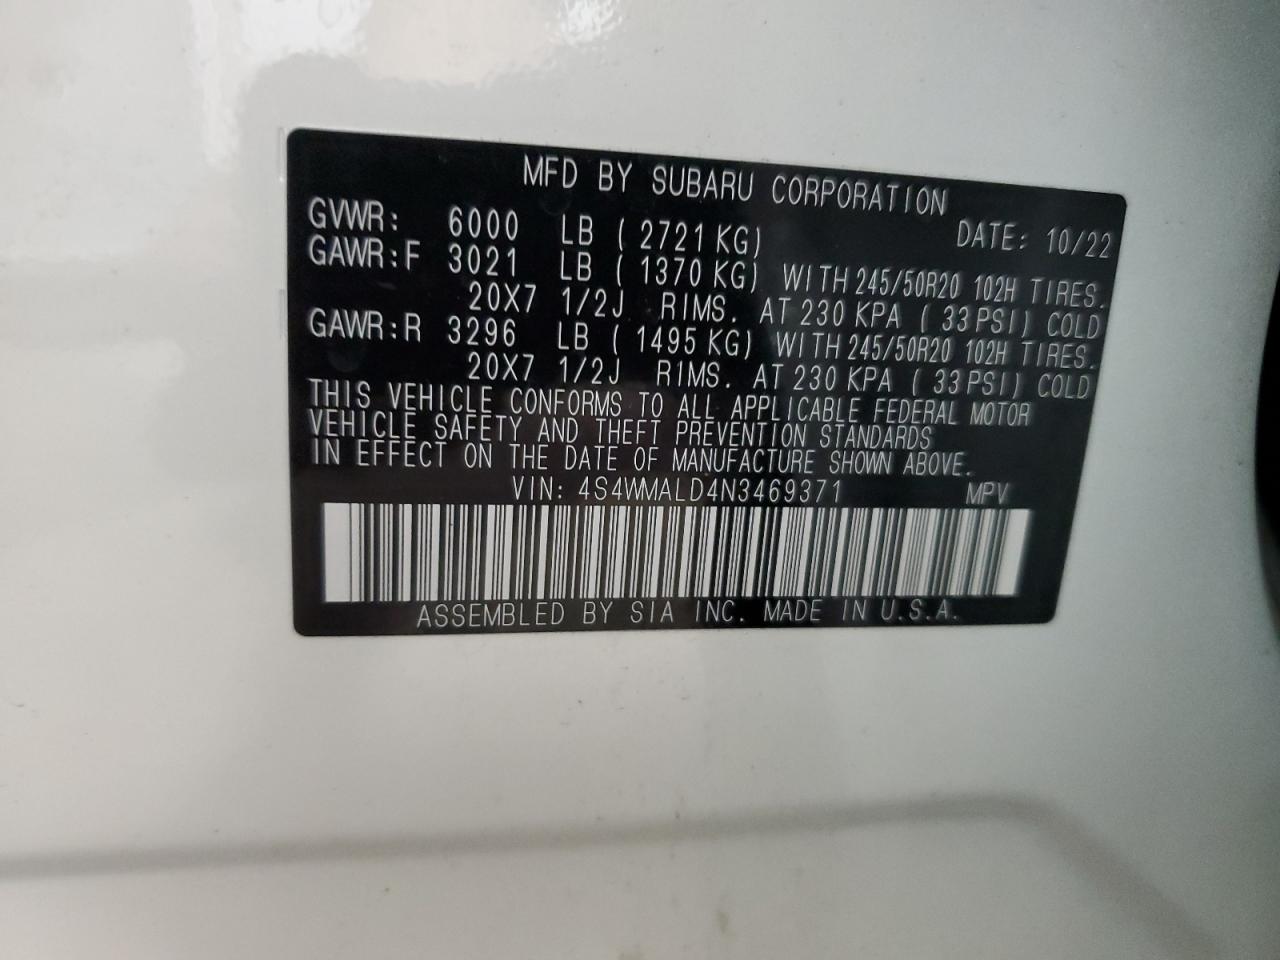 MFD BY SUBARU CORPORATION
GVWR: 6000 LB ( 2721 KG) DATE: 10/22
GAWR:F 3021 LB ( 1370 KG) WITH 245/50R20 102H TIRES.
20X7 1/2J RIMS. AT 230 KPA ( 33 PSI) COLD
GAWR:R 3296 LB ( 1495 KG) WITH 245/50R20 102H TIRES.
20X7 1/2J RIMS. AT 230 KPA ( 33 PSI) COLD
THIS VEHICLE CONFORMS TO ALL APPLICABLE FEDERAL MOTOR
VEHICLE SAFETY AND THEFT PREVENTION STANDARDS
IN EFFECT ON THE DATE OF MANUFACTURE SHOWN ABOVE.
VIN: 4S4WMALD4N3469371 MPV
ASSEMBLED BY SIA INC. MADE IN U.S.A.